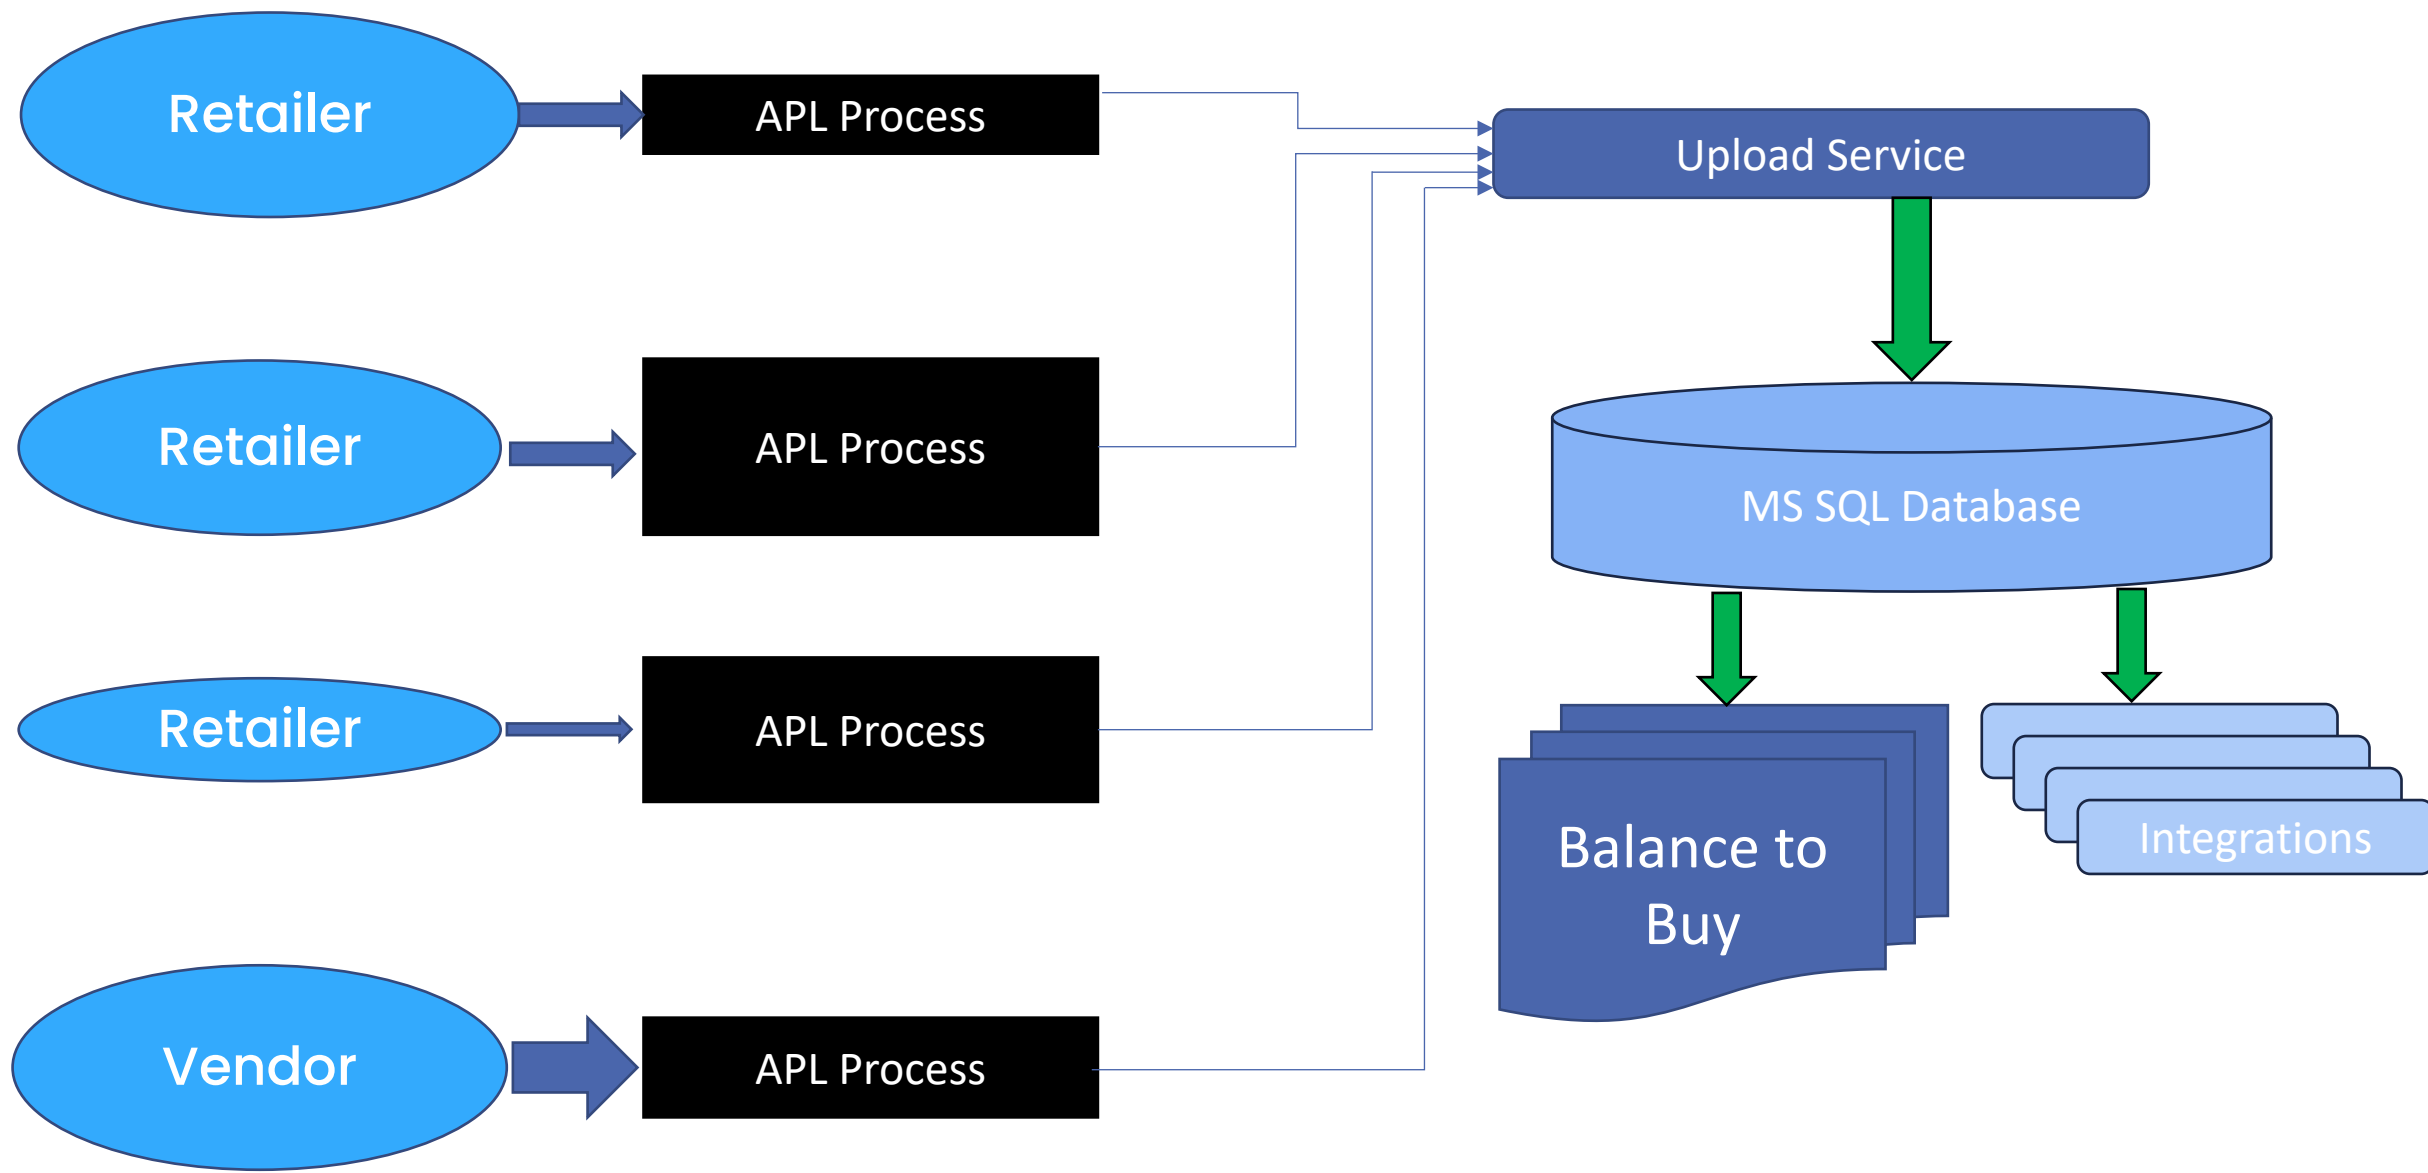 Retailer
APL Process
Upload Service
Retailer
APL Process
MS SQL Database
Retailer
APL Process
Balance to
Buy
Integrations
Vendor
APL Process